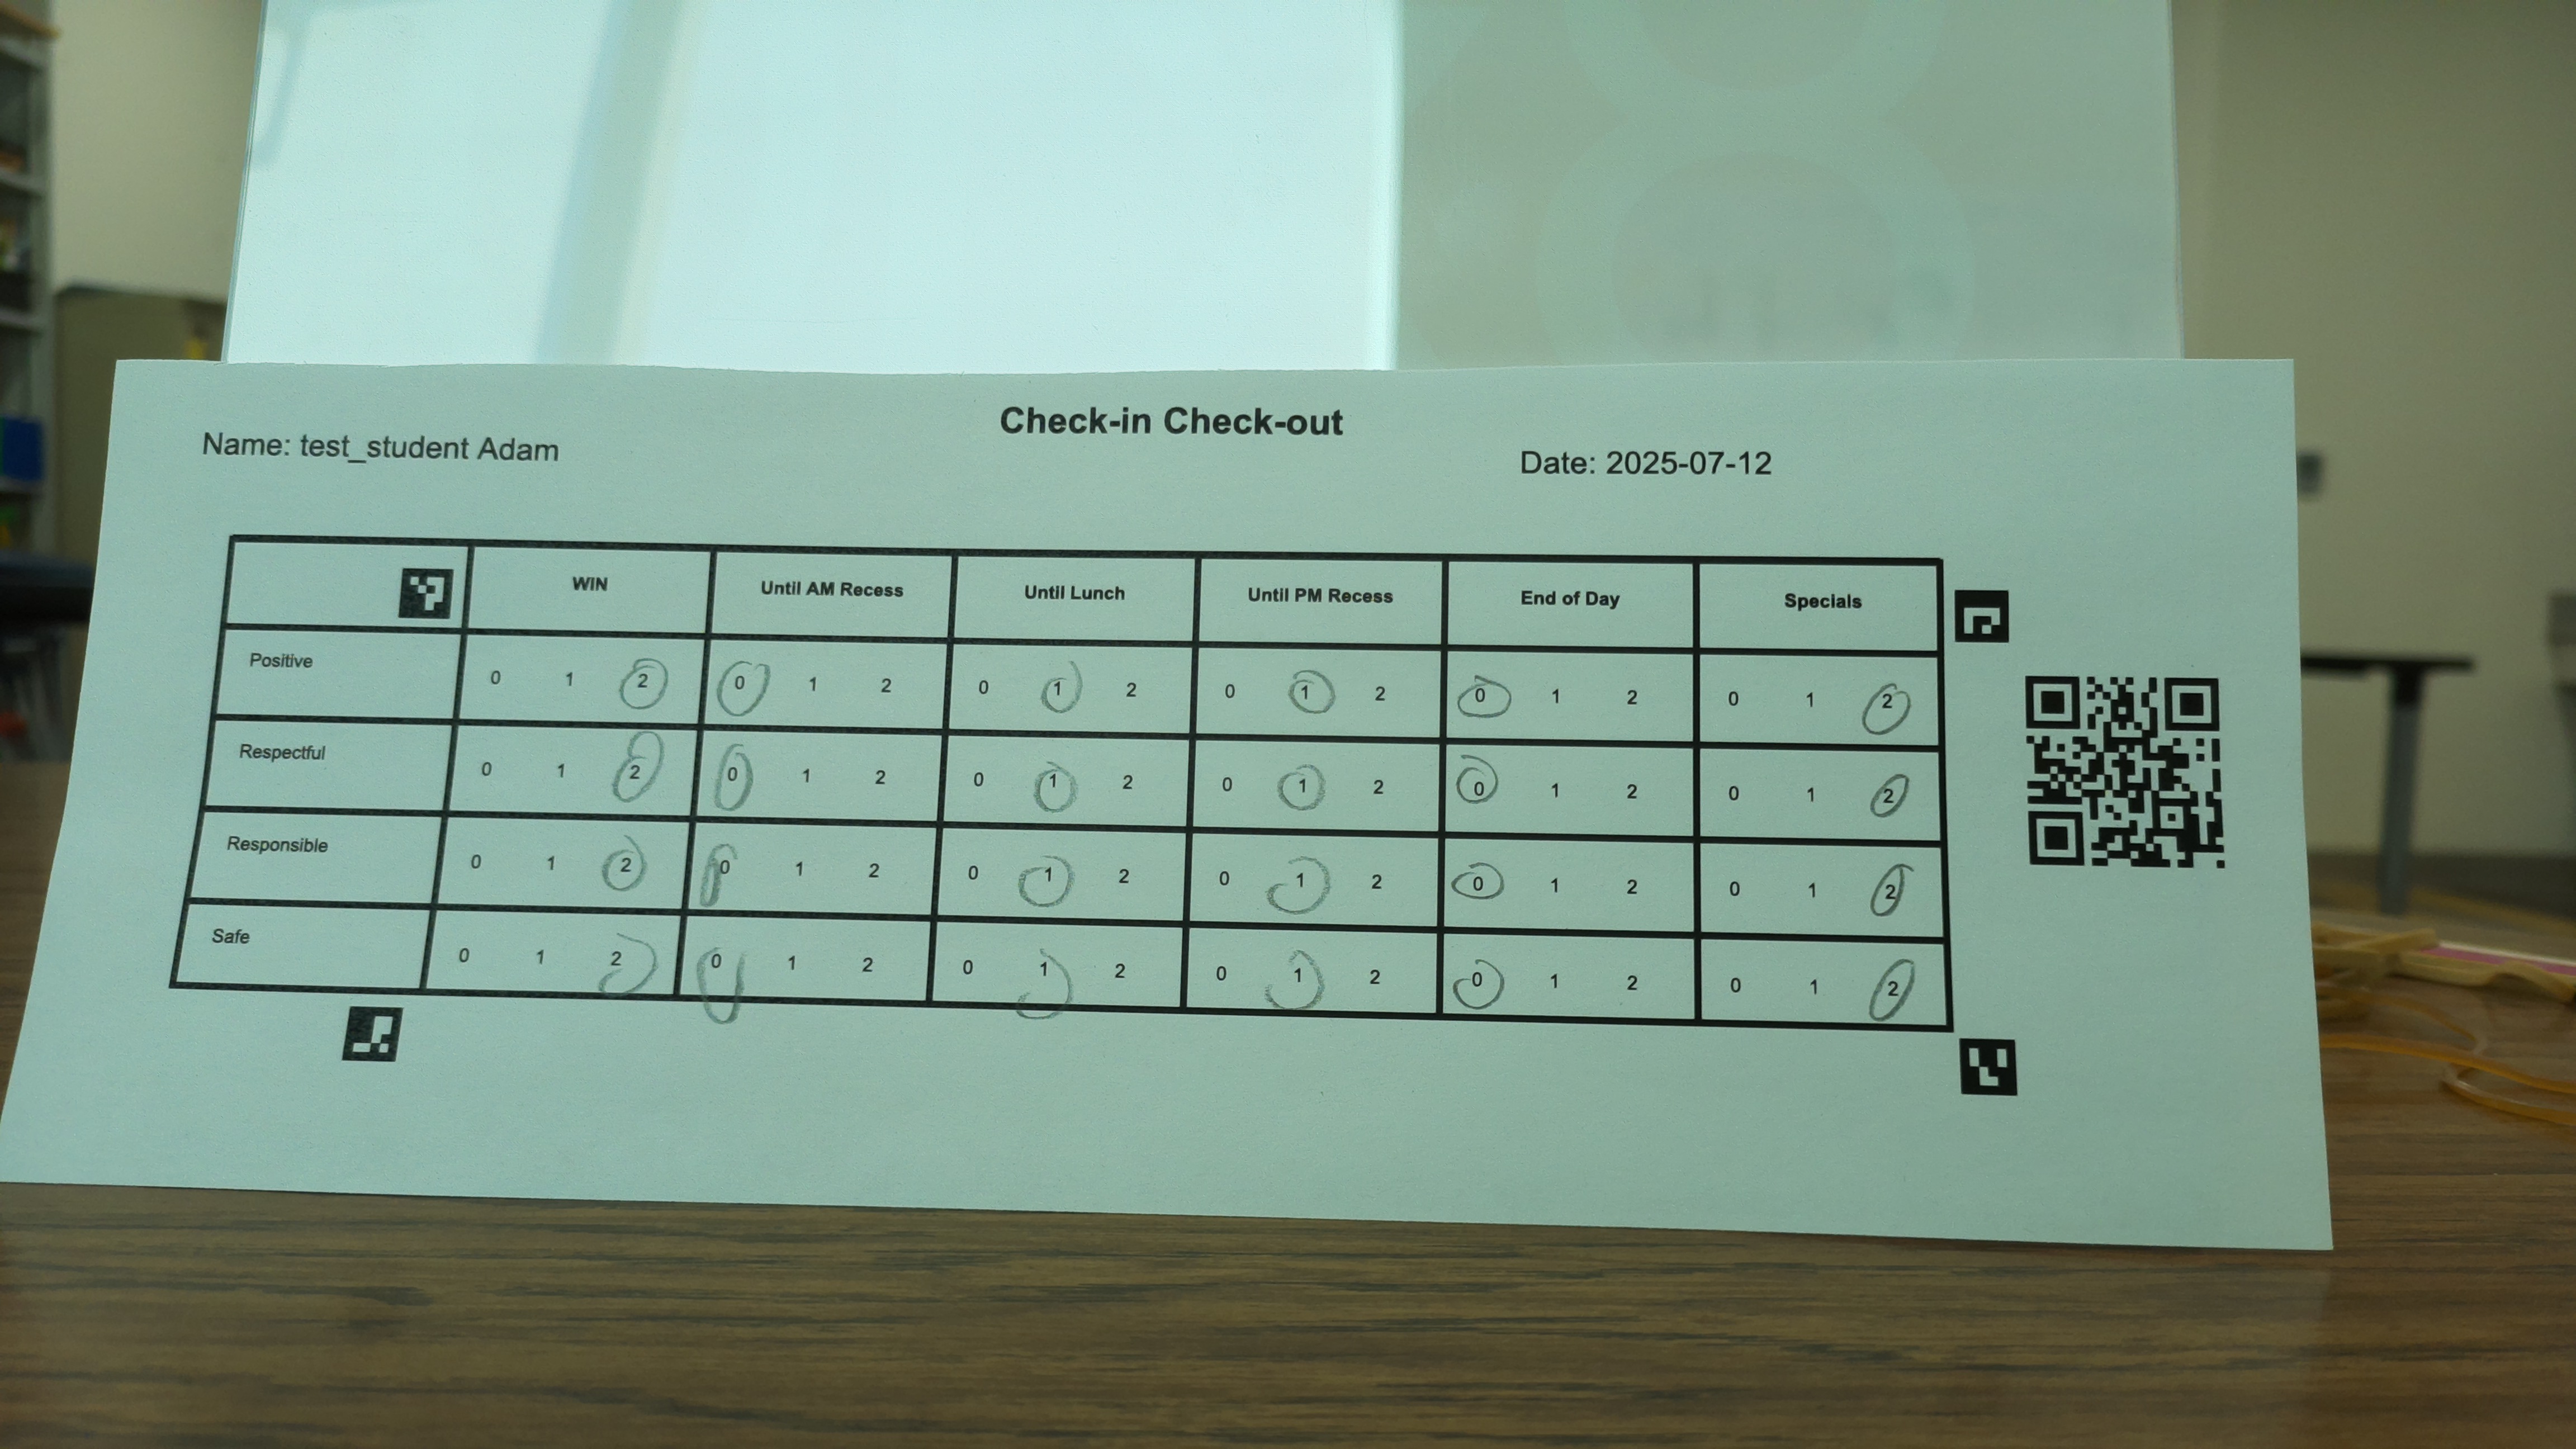 Check-in Check-out
Name: test_student Adam
Date: 2025-07-12
WIN Until AM Recess Until Lunch Until PM Recess End of Day Specials
Positive 0 1 2 0 1 2 0 1 2 0 1 2 0 1 2 0 1 2
Respectful 0 1 2 0 1 2 0 1 2 0 1 2 0 1 2 0 1 2
Responsible 0 1 2 0 1 2 0 1 2 0 1 2 0 1 2 0 1 2
Safe 0 1 2 0 1 2 0 1 2 0 1 2 0 1 2 0 1 2